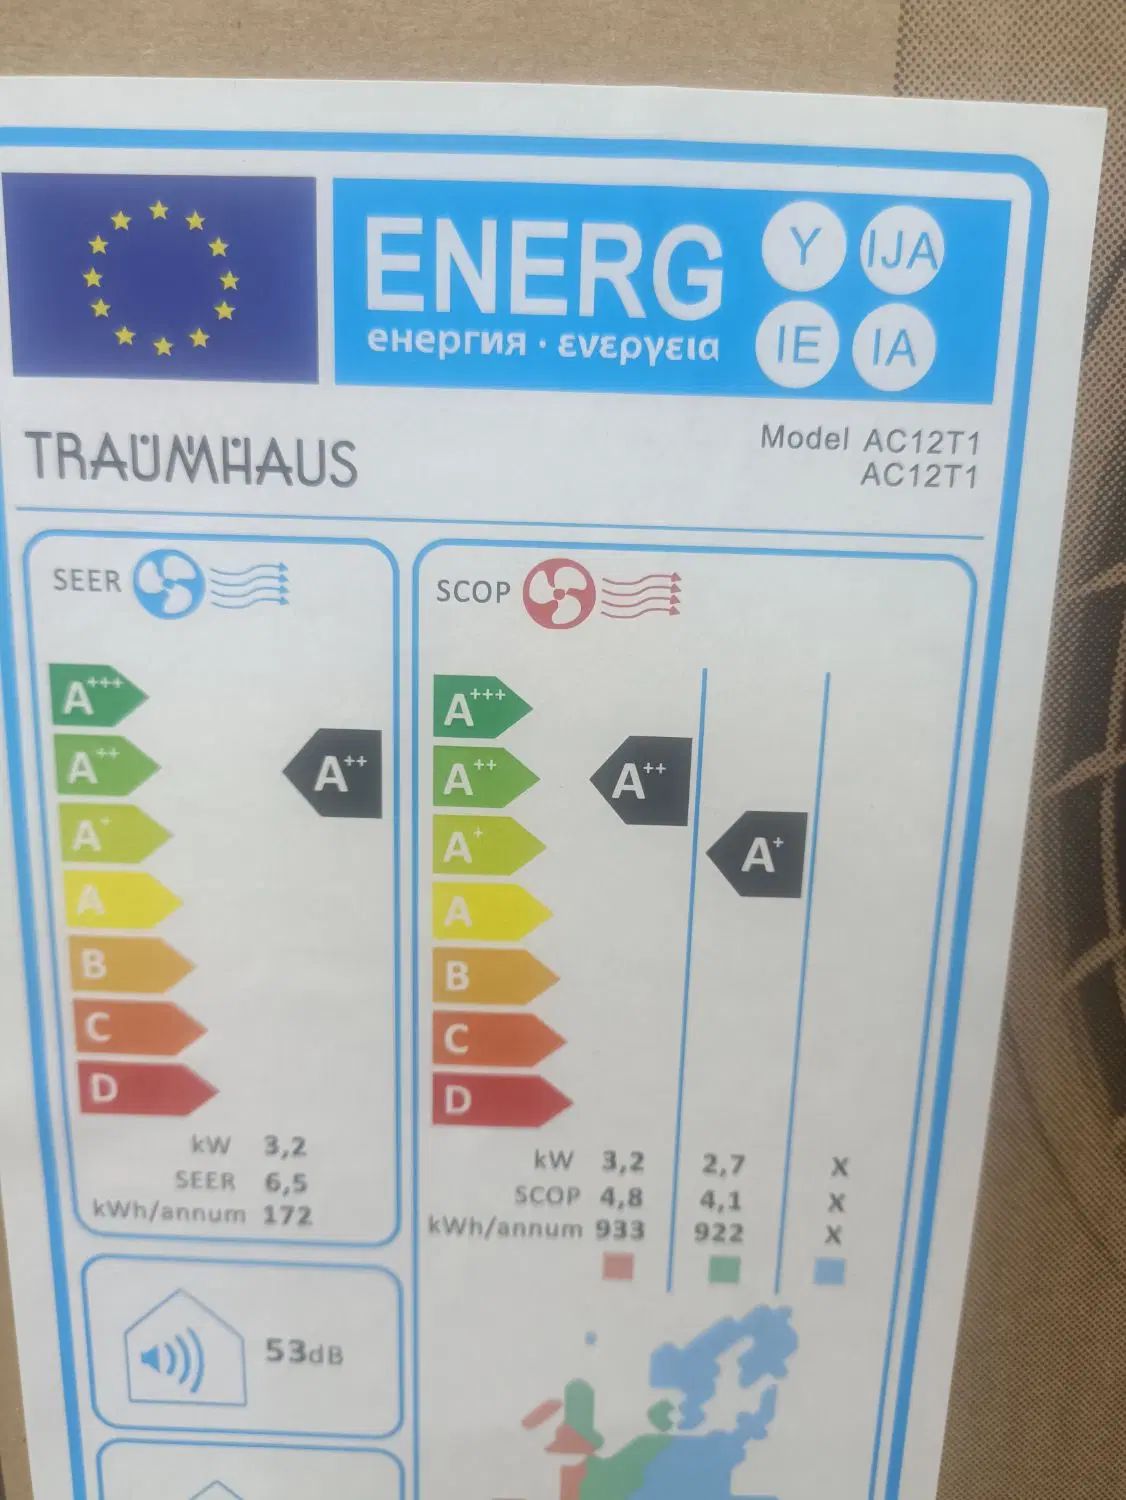 ENERG
Y IJA
енергия · ενεργεια
IE IA
TRAUMHAUS
Model AC12T1
AC12T1
SEER
A+++
A++
A++
A+
A
B
C
D
kW 3,2
SEER 6,5
kWh/annum 172
SCOP
A+++
A++
A++
A+
A+
A
B
C
D
kW 3,2 2,7 X
SCOP 4,8 4,1 X
kWh/annum 933 922 X
53dB